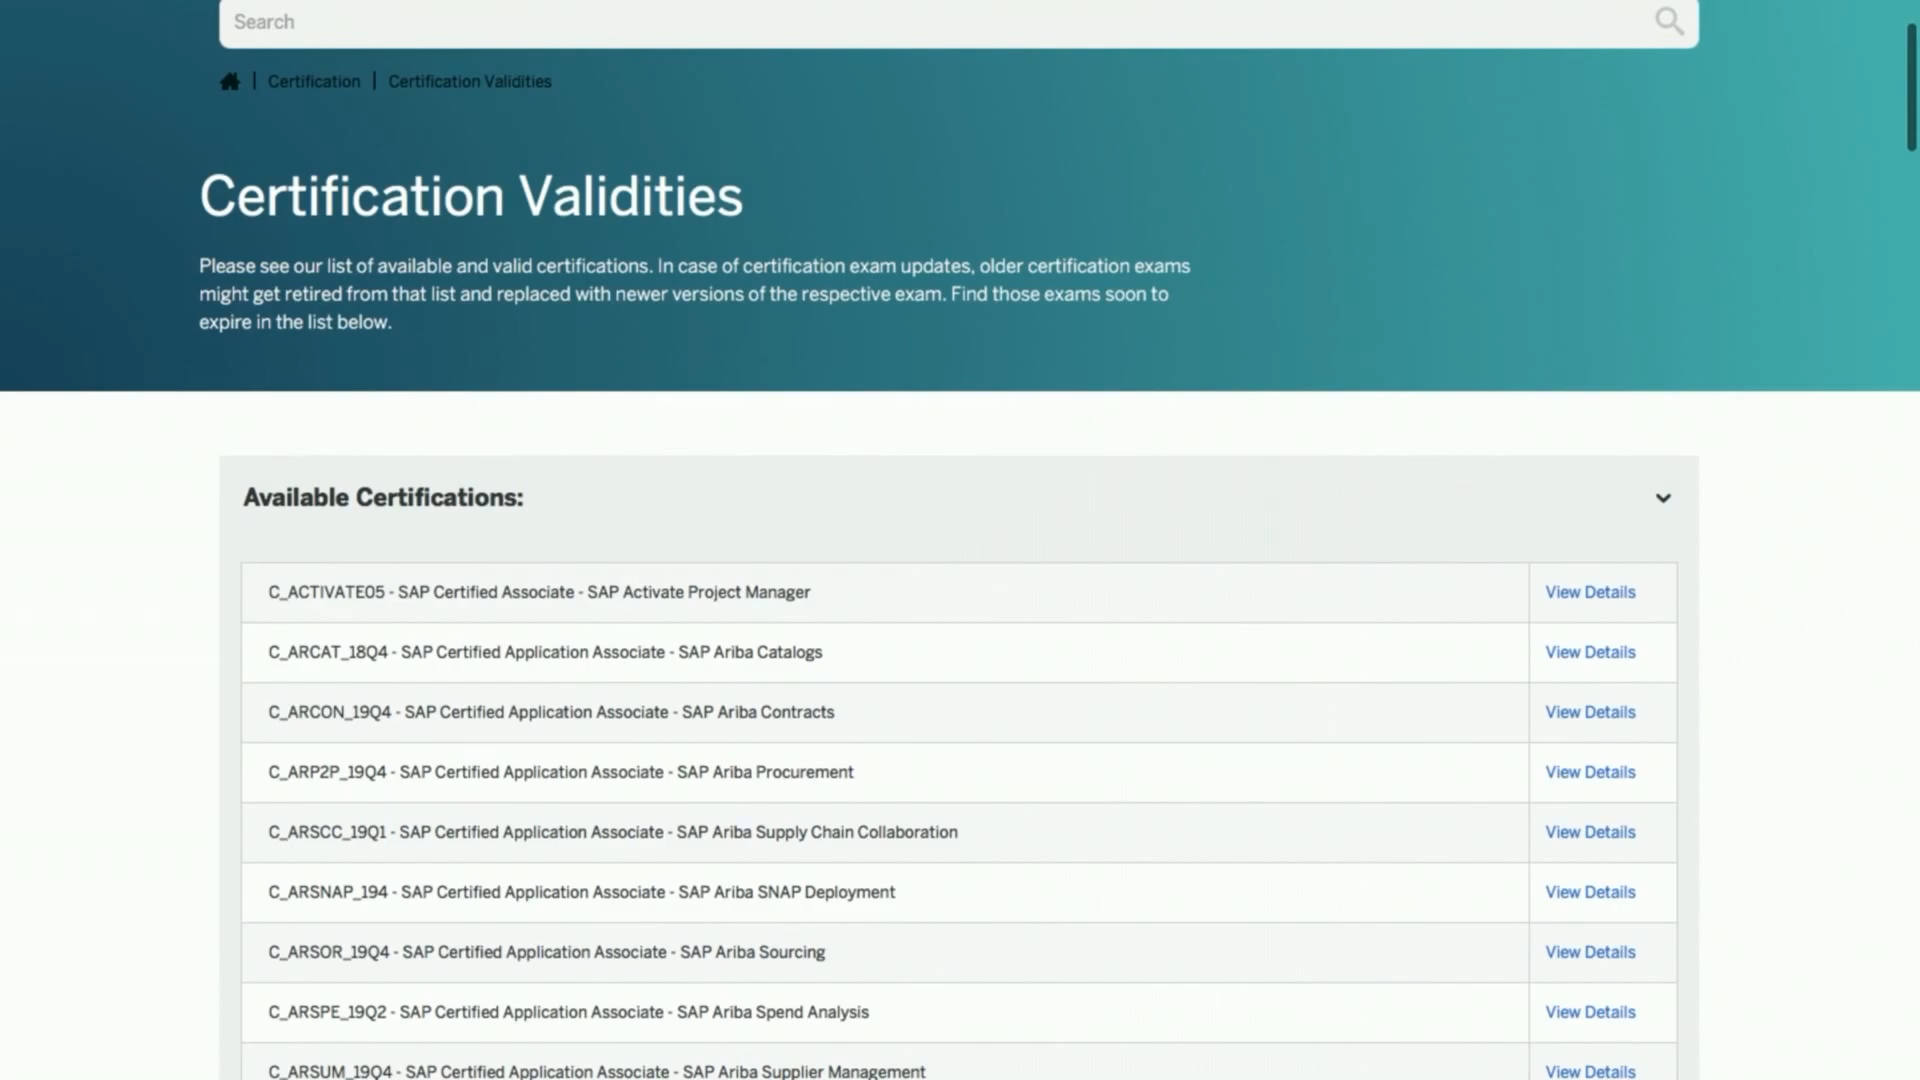 Search
Certification | Certification Validities
Certification Validities
Please see our list of available and valid certifications. In case of certification exam updates, older certification exams
might get retired from that list and replaced with newer versions of the respective exam. Find those exams soon to
expire in the list below.
Available Certifications:
C_ACTIVATE05 - SAP Certified Associate - SAP Activate Project Manager View Details
C_ARCAT_18Q4 - SAP Certified Application Associate - SAP Ariba Catalogs View Details
C_ARCON_19Q4 - SAP Certified Application Associate - SAP Ariba Contracts View Details
C_ARP2P_19Q4 - SAP Certified Application Associate - SAP Ariba Procurement View Details
C_ARSCC_19Q1 - SAP Certified Application Associate - SAP Ariba Supply Chain Collaboration View Details
C_ARSNAP_194 - SAP Certified Application Associate - SAP Ariba SNAP Deployment View Details
C_ARSOR_19Q4 - SAP Certified Application Associate - SAP Ariba Sourcing View Details
C_ARSPE_19Q2 - SAP Certified Application Associate - SAP Ariba Spend Analysis View Details
C_ARSUM_19Q4 - SAP Certified Application Associate - SAP Ariba Supplier Management View Details